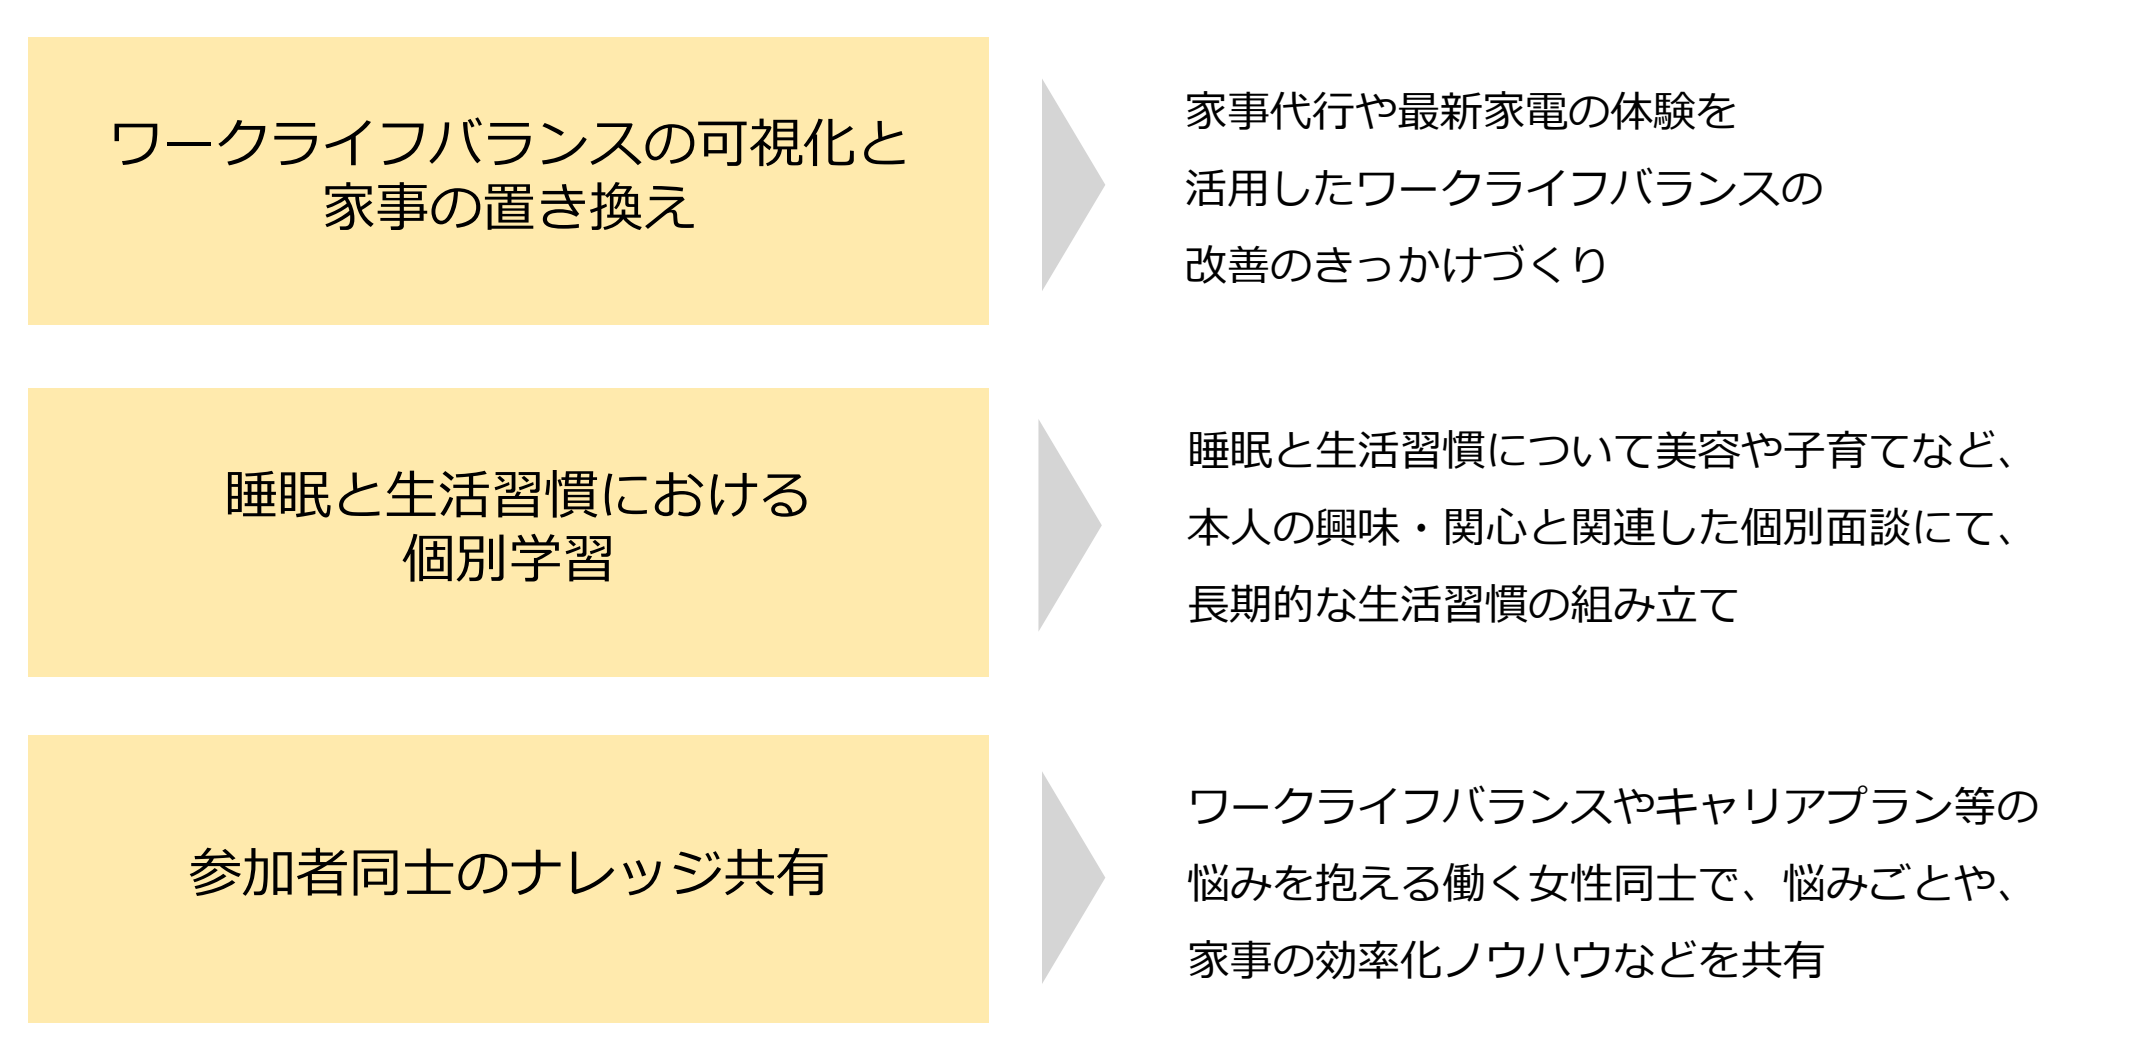 ワークライフバランスの可視化と
家事の置き換え
家事代行や最新家電の体験を
活用したワークライフバランスの
改善のきっかけづくり
睡眠と生活習慣における
個別学習
睡眠と生活習慣について美容や子育てなど、
本人の興味・関心と関連した個別面談にて、
長期的な生活習慣の組み立て
参加者同士のナレッジ共有
ワークライフバランスやキャリアプラン等の
悩みを抱える働く女性同士で、悩みごとや、
家事の効率化ノウハウなどを共有